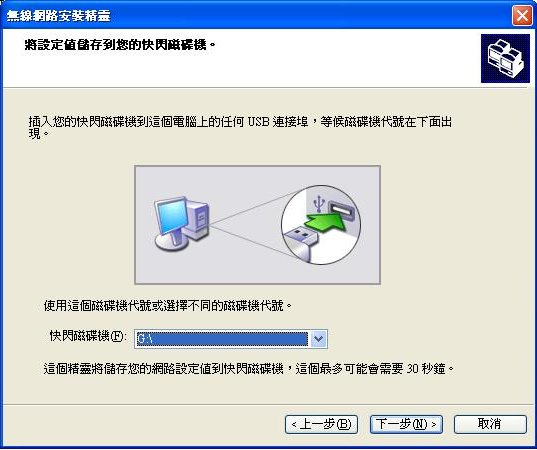 無線網路安裝精靈
將設定值儲存到您的快閃磁碟機。
插入您的快閃磁碟機到這個電腦上的任何 USB 連接埠，等候磁碟機代號在下面出
現。
使用這個磁碟機代號或選擇不同的磁碟機代號。
快閃磁碟機(F): G:\
這個精靈將儲存您的網路設定值到快閃磁碟機，這個最多可能會需要 30 秒鐘。
< 上一步(B) 下一步(N) > 取消